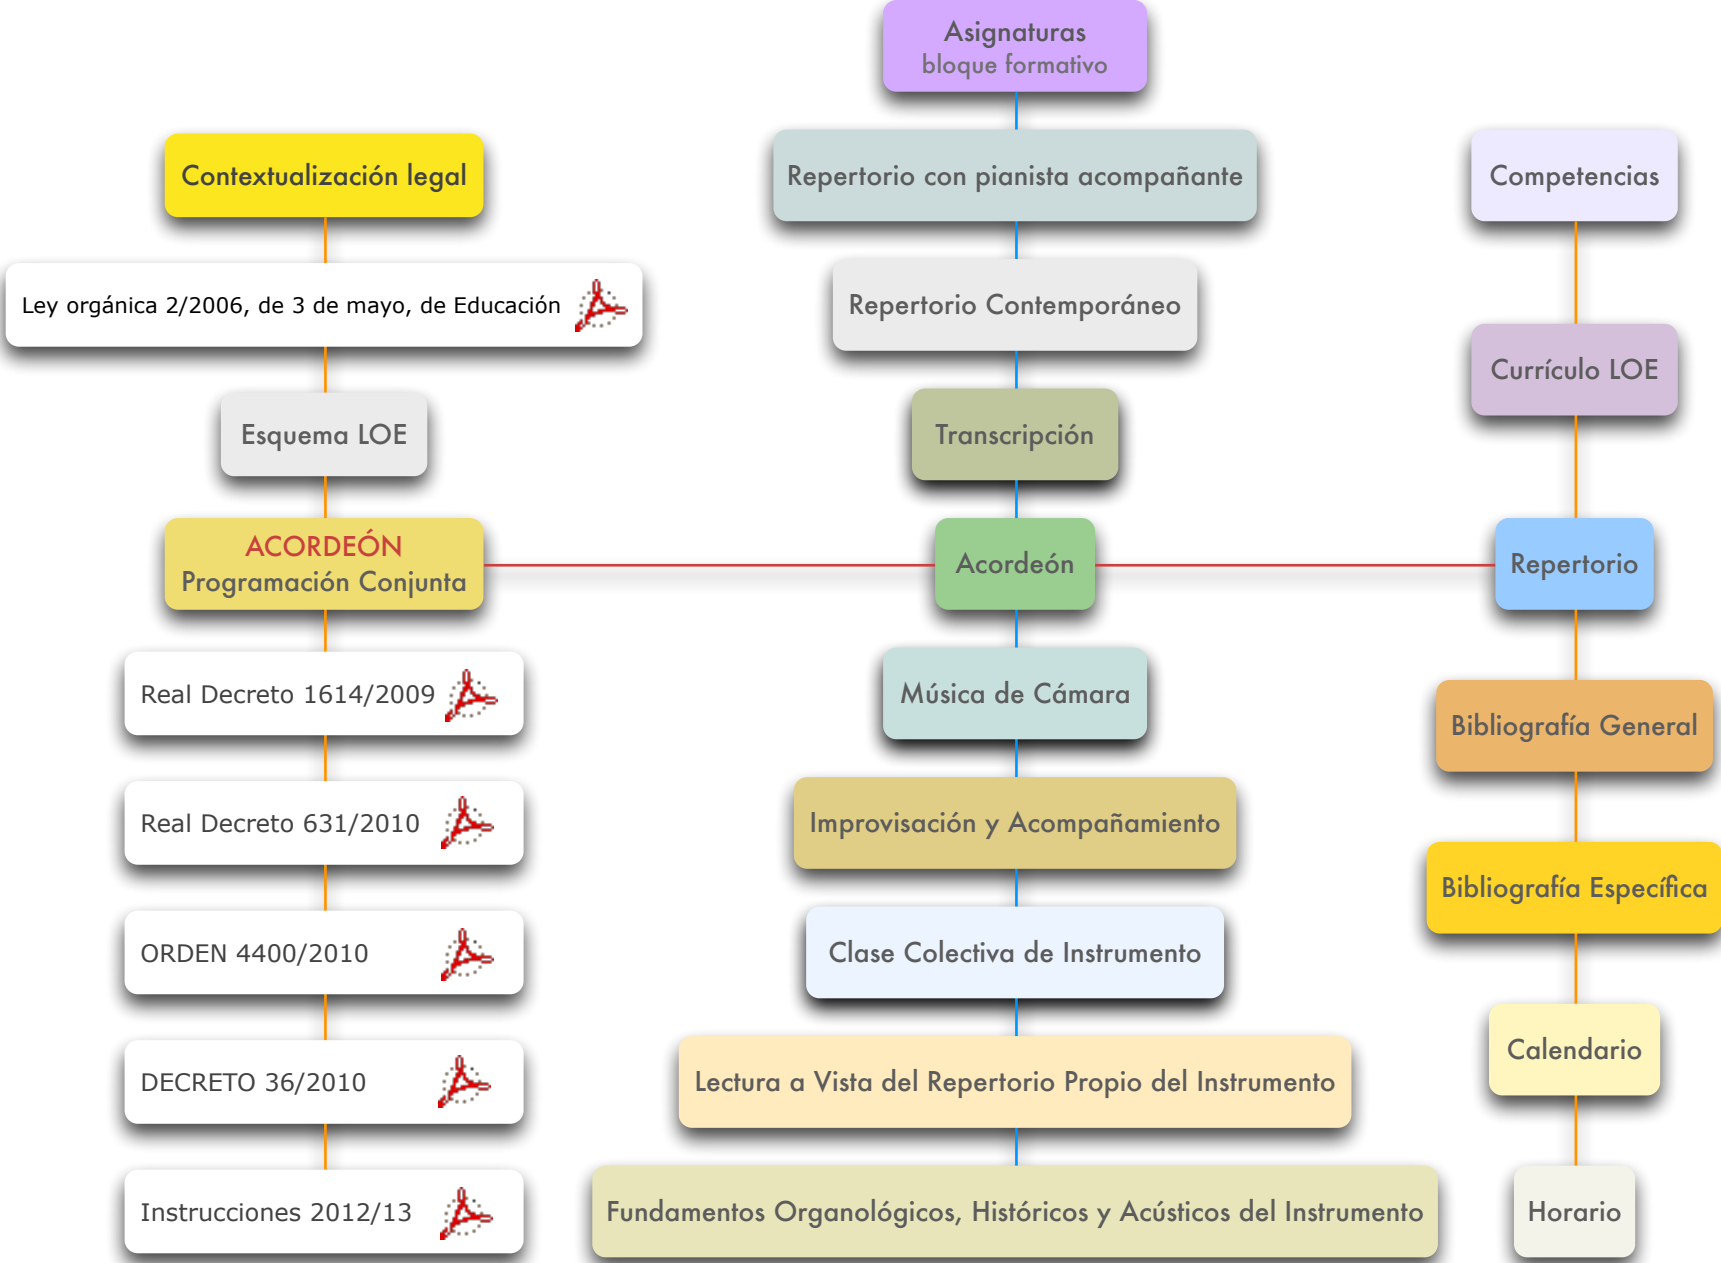 Contextualización legal
Ley orgánica 2/2006, de 3 de mayo, de Educación
Esquema LOE
ACORDEÓN
Programación Conjunta
Real Decreto 1614/2009
Real Decreto 631/2010
ORDEN 4400/2010
DECRETO 36/2010
Instrucciones 2012/13
Asignaturas
bloque formativo
Repertorio con pianista acompañante
Repertorio Contemporáneo
Transcripción
Acordeón
Música de Cámara
Improvisación y Acompañamiento
Clase Colectiva de Instrumento
Lectura a Vista del Repertorio Propio del Instrumento
Fundamentos Organológicos, Históricos y Acústicos del Instrumento
Competencias
Currículo LOE
Repertorio
Bibliografía General
Bibliografía Específica
Calendario
Horario